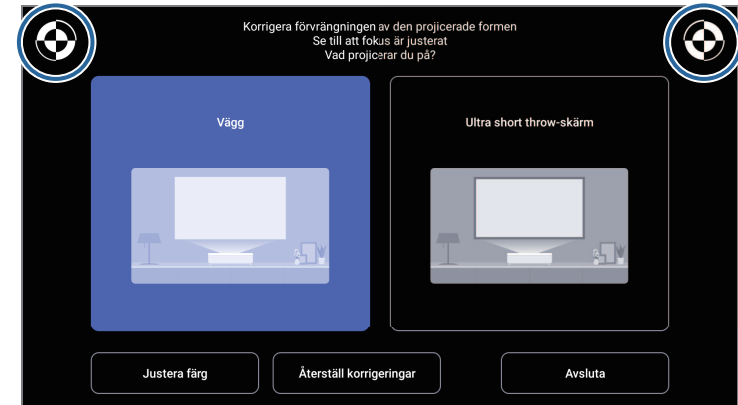 Korrigera förvrängningen av den projicerade formen
Se till att fokus är justerat
Vad projicerar du på?
Vägg
Ultra short throw-skärm
Justera färg
Återställ korrigeringar
Avsluta